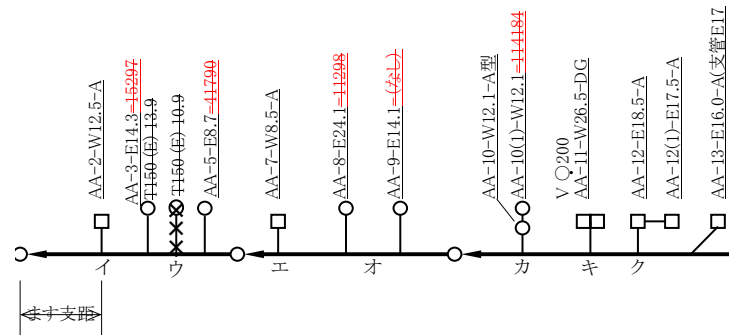 AA-2-W12.5-A
AA-3-E14.3=15297
T150 (E) 13.9
T150 (E) 10.9
AA-5-E8.7=41790
AA-7-W8.5-A
AA-8-E24.1=11298
AA-9-E14.1=(なし)
AA-10-W12.1-A型
AA-10(1)-W12.1=114184
V○200
AA-11-W26.5-DG
AA-12-E18.5-A
AA-12(1)-E17.5-A
AA-13-E16.0-A(支管E17
イ
ウ
エ
オ
カ
キ
ク
ます支距